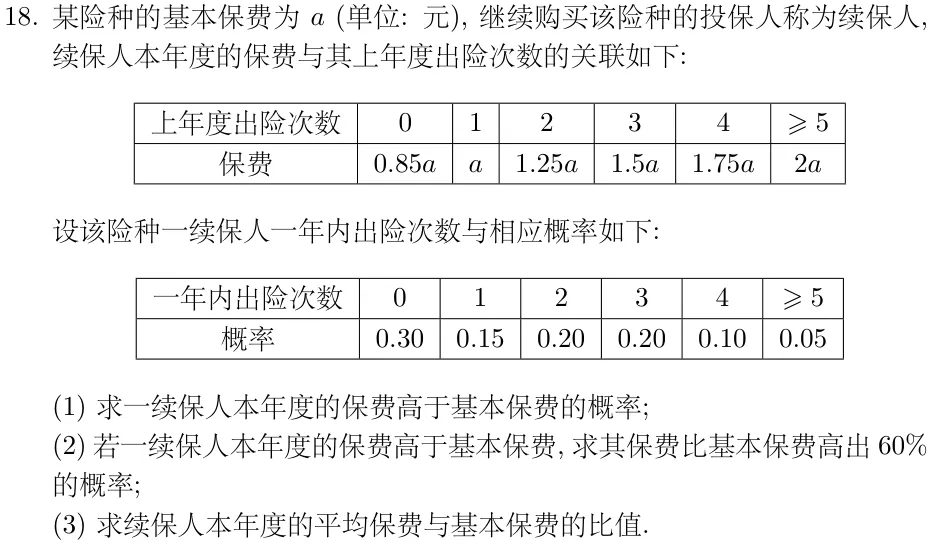 18. 某险种的基本保费为 a (单位: 元), 继续购买该险种的投保人称为续保人,
续保人本年度的保费与其上年度出险次数的关联如下:
上年度出险次数 0 1 2 3 4 ⩾ 5
保费 0.85a a 1.25a 1.5a 1.75a 2a
设该险种一续保人一年内出险次数与相应概率如下:
一年内出险次数 0 1 2 3 4 ⩾ 5
概率 0.30 0.15 0.20 0.20 0.10 0.05
(1) 求一续保人本年度的保费高于基本保费的概率;
(2) 若一续保人本年度的保费高于基本保费, 求其保费比基本保费高出 60%
的概率;
(3) 求续保人本年度的平均保费与基本保费的比值.